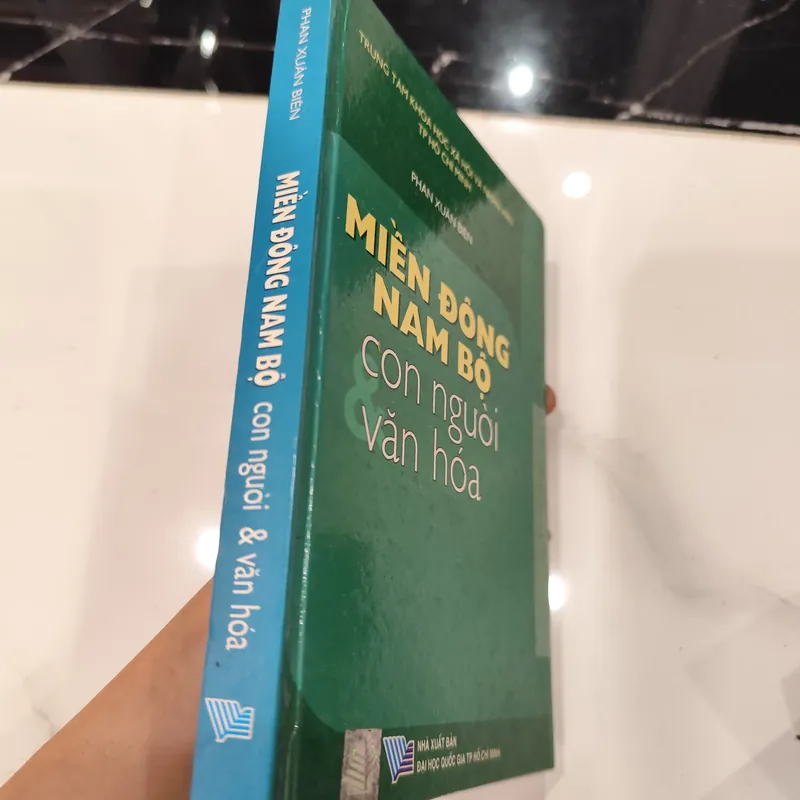 PHAN XUÂN BIÊN
MIỀN ĐÔNG NAM BỘ con người & văn hóa
TRUNG TÂM KHOA HỌC XÃ HỘI VÀ
TP HỒ CHÍ MINH
PHAN XUÂN BIÊN
MIỀN ĐÔNG
NAM BỘ
con người
&
văn hóa
NHÀ XUẤT BẢN
ĐẠI HỌC QUỐC GIA TP HỒ CHÍ MINH